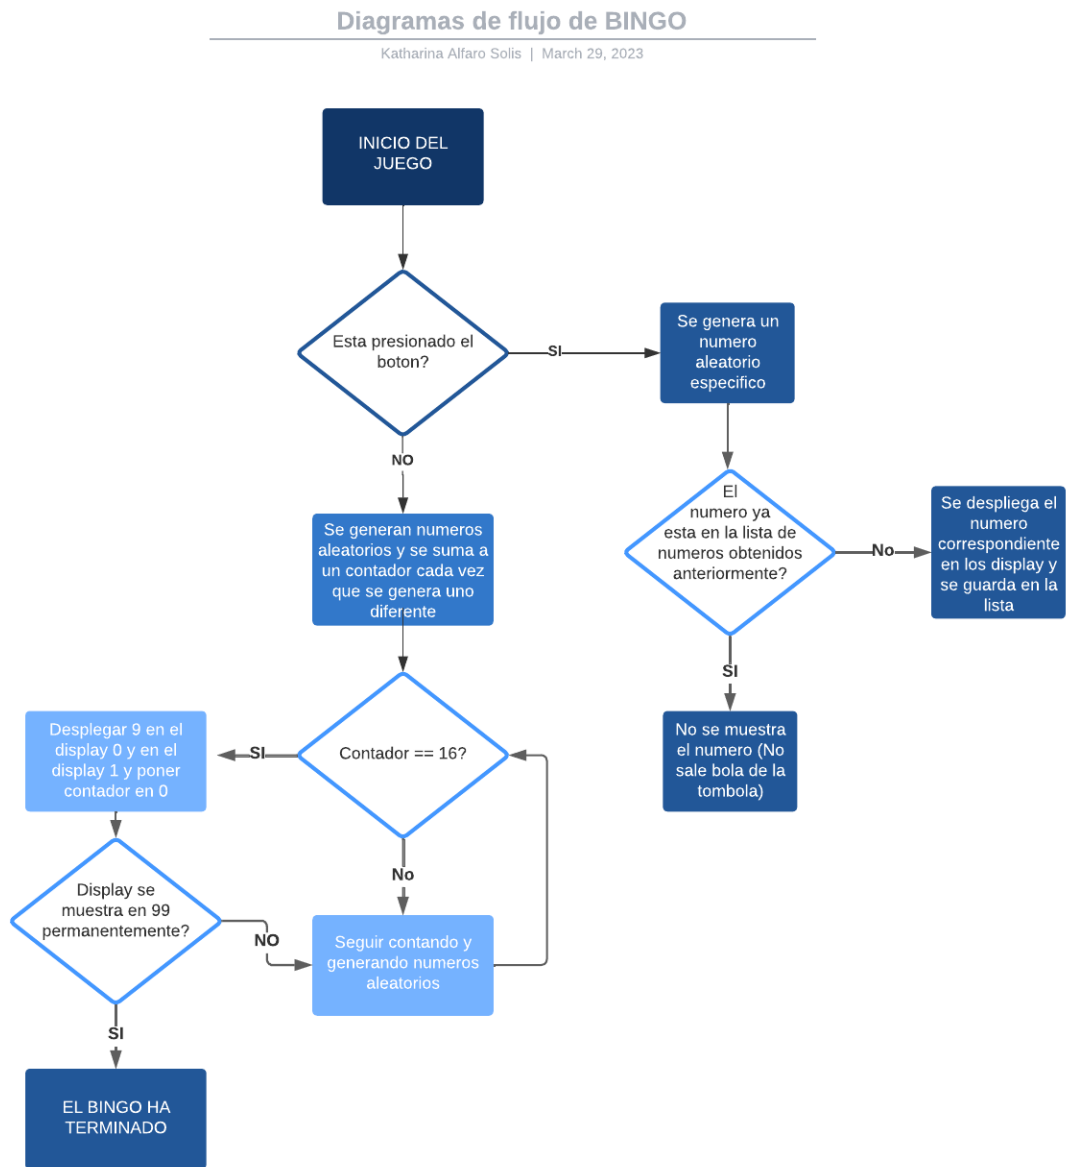 Diagramas de flujo de BINGO
Katharina Alfaro Solis | March 29, 2023
INICIO DEL
JUEGO
Esta presionado el
boton?
SI
Se genera un
numero
aleatorio
especifico
NO
El
numero ya
esta en la lista de
numeros obtenidos
anteriormente?
No
Se despliega el
numero
correspondiente
en los display y
se guarda en la
lista
Se generan numeros
aleatorios y se suma a
un contador cada vez
que se genera uno
diferente
SI
No se muestra
el numero (No
sale bola de la
tombola)
Contador == 16?
SI
Desplegar 9 en el
display 0 y en el
display 1 y poner
contador en 0
No
Display se
muestra en 99
permanentemente?
NO
Seguir contando y
generando numeros
aleatorios
SI
EL BINGO HA
TERMINADO